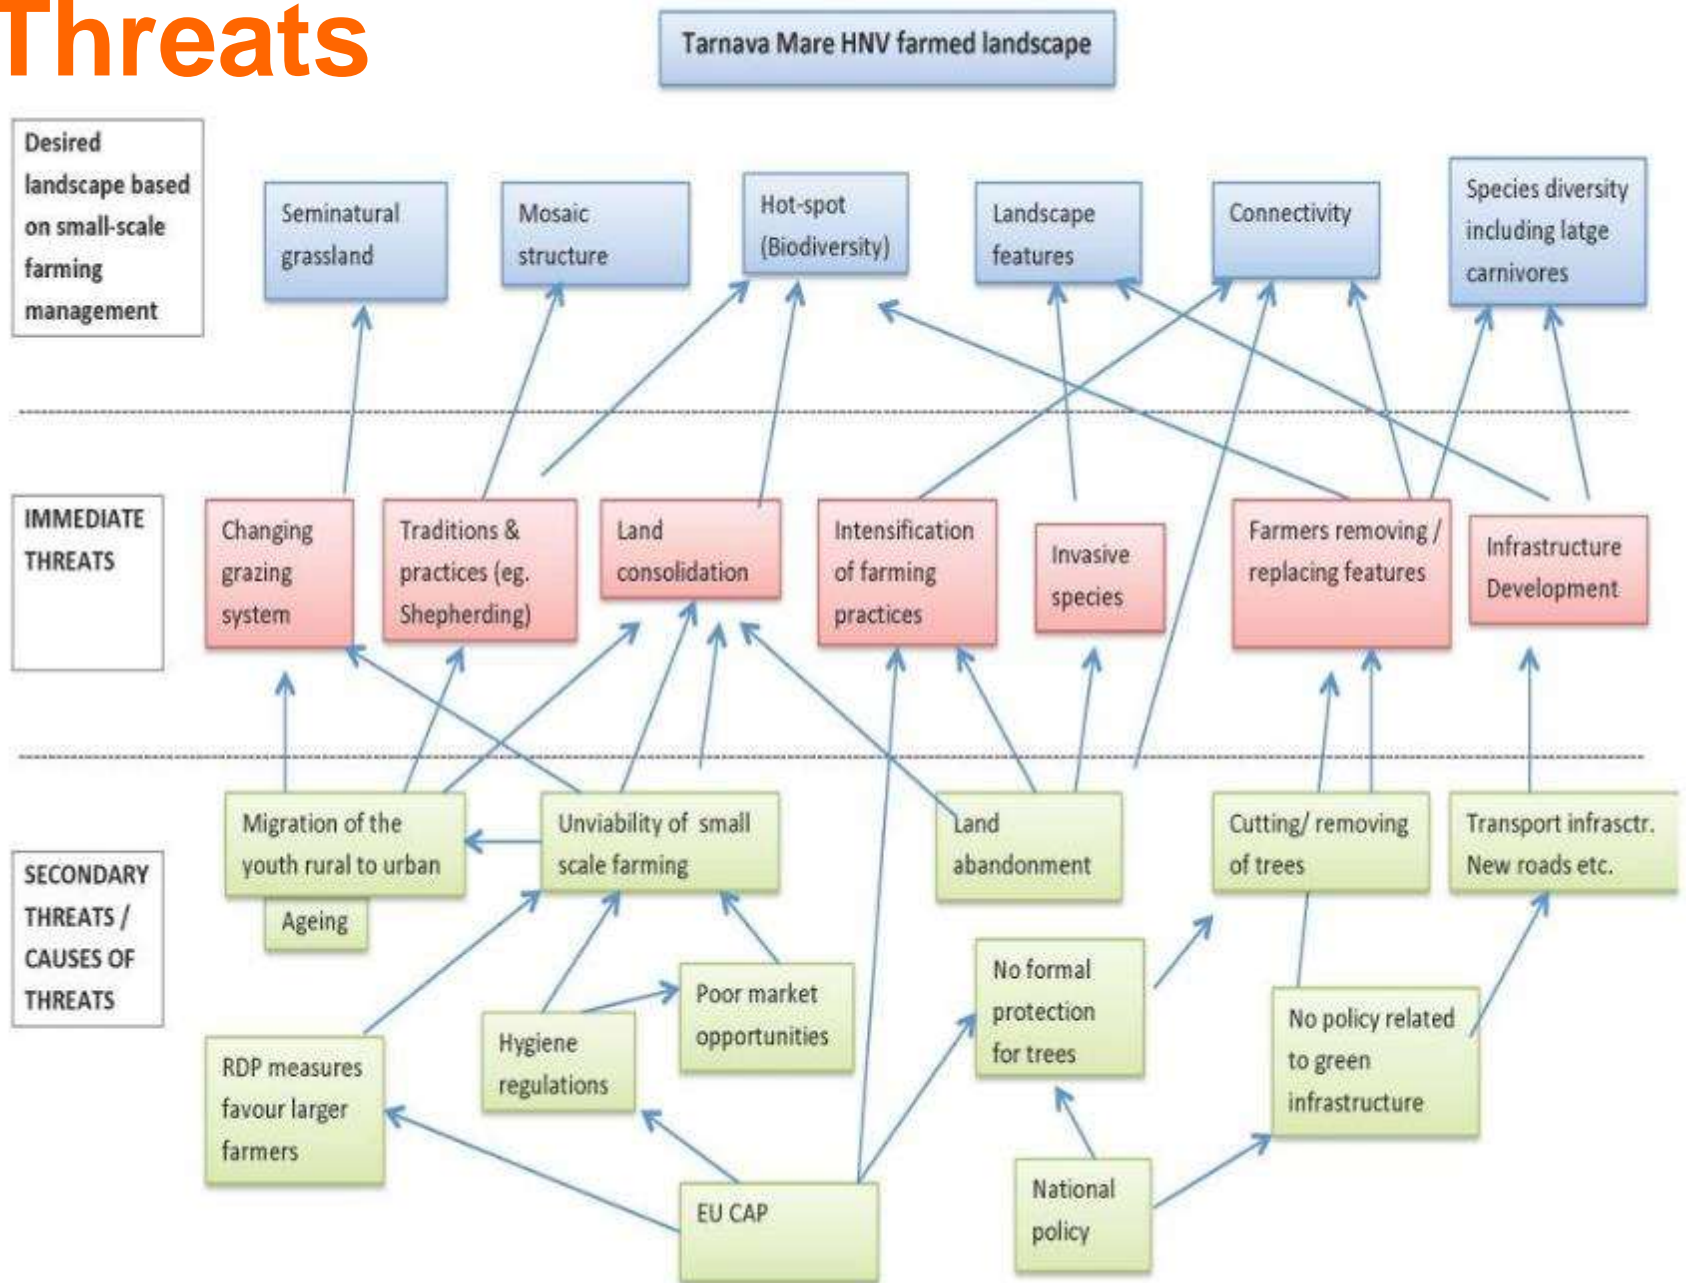 Threats
Tarnava Mare HNV farmed landscape
Desired
landscape based
on small-scale
farming
management
Seminatural
grassland
Mosaic
structure
Hot-spot
(Biodiversity)
Landscape
features
Connectivity
Species diversity
including latge
carnivores
IMMEDIATE
THREATS
Changing
grazing
system
Traditions &
practices (eg.
Shepherding)
Land
consolidation
Intensification
of farming
practices
Invasive
species
Farmers removing /
replacing features
Infrastructure
Development
SECONDARY
THREATS /
CAUSES OF
THREATS
Migration of the
youth rural to urban
Ageing
Unviability of small
scale farming
Land
abandonment
Cutting/ removing
of trees
Transport infrasctr.
New roads etc.
RDP measures
favour larger
farmers
Hygiene
regulations
Poor market
opportunities
No formal
protection
for trees
No policy related
to green
infrastructure
EU CAP
National
policy